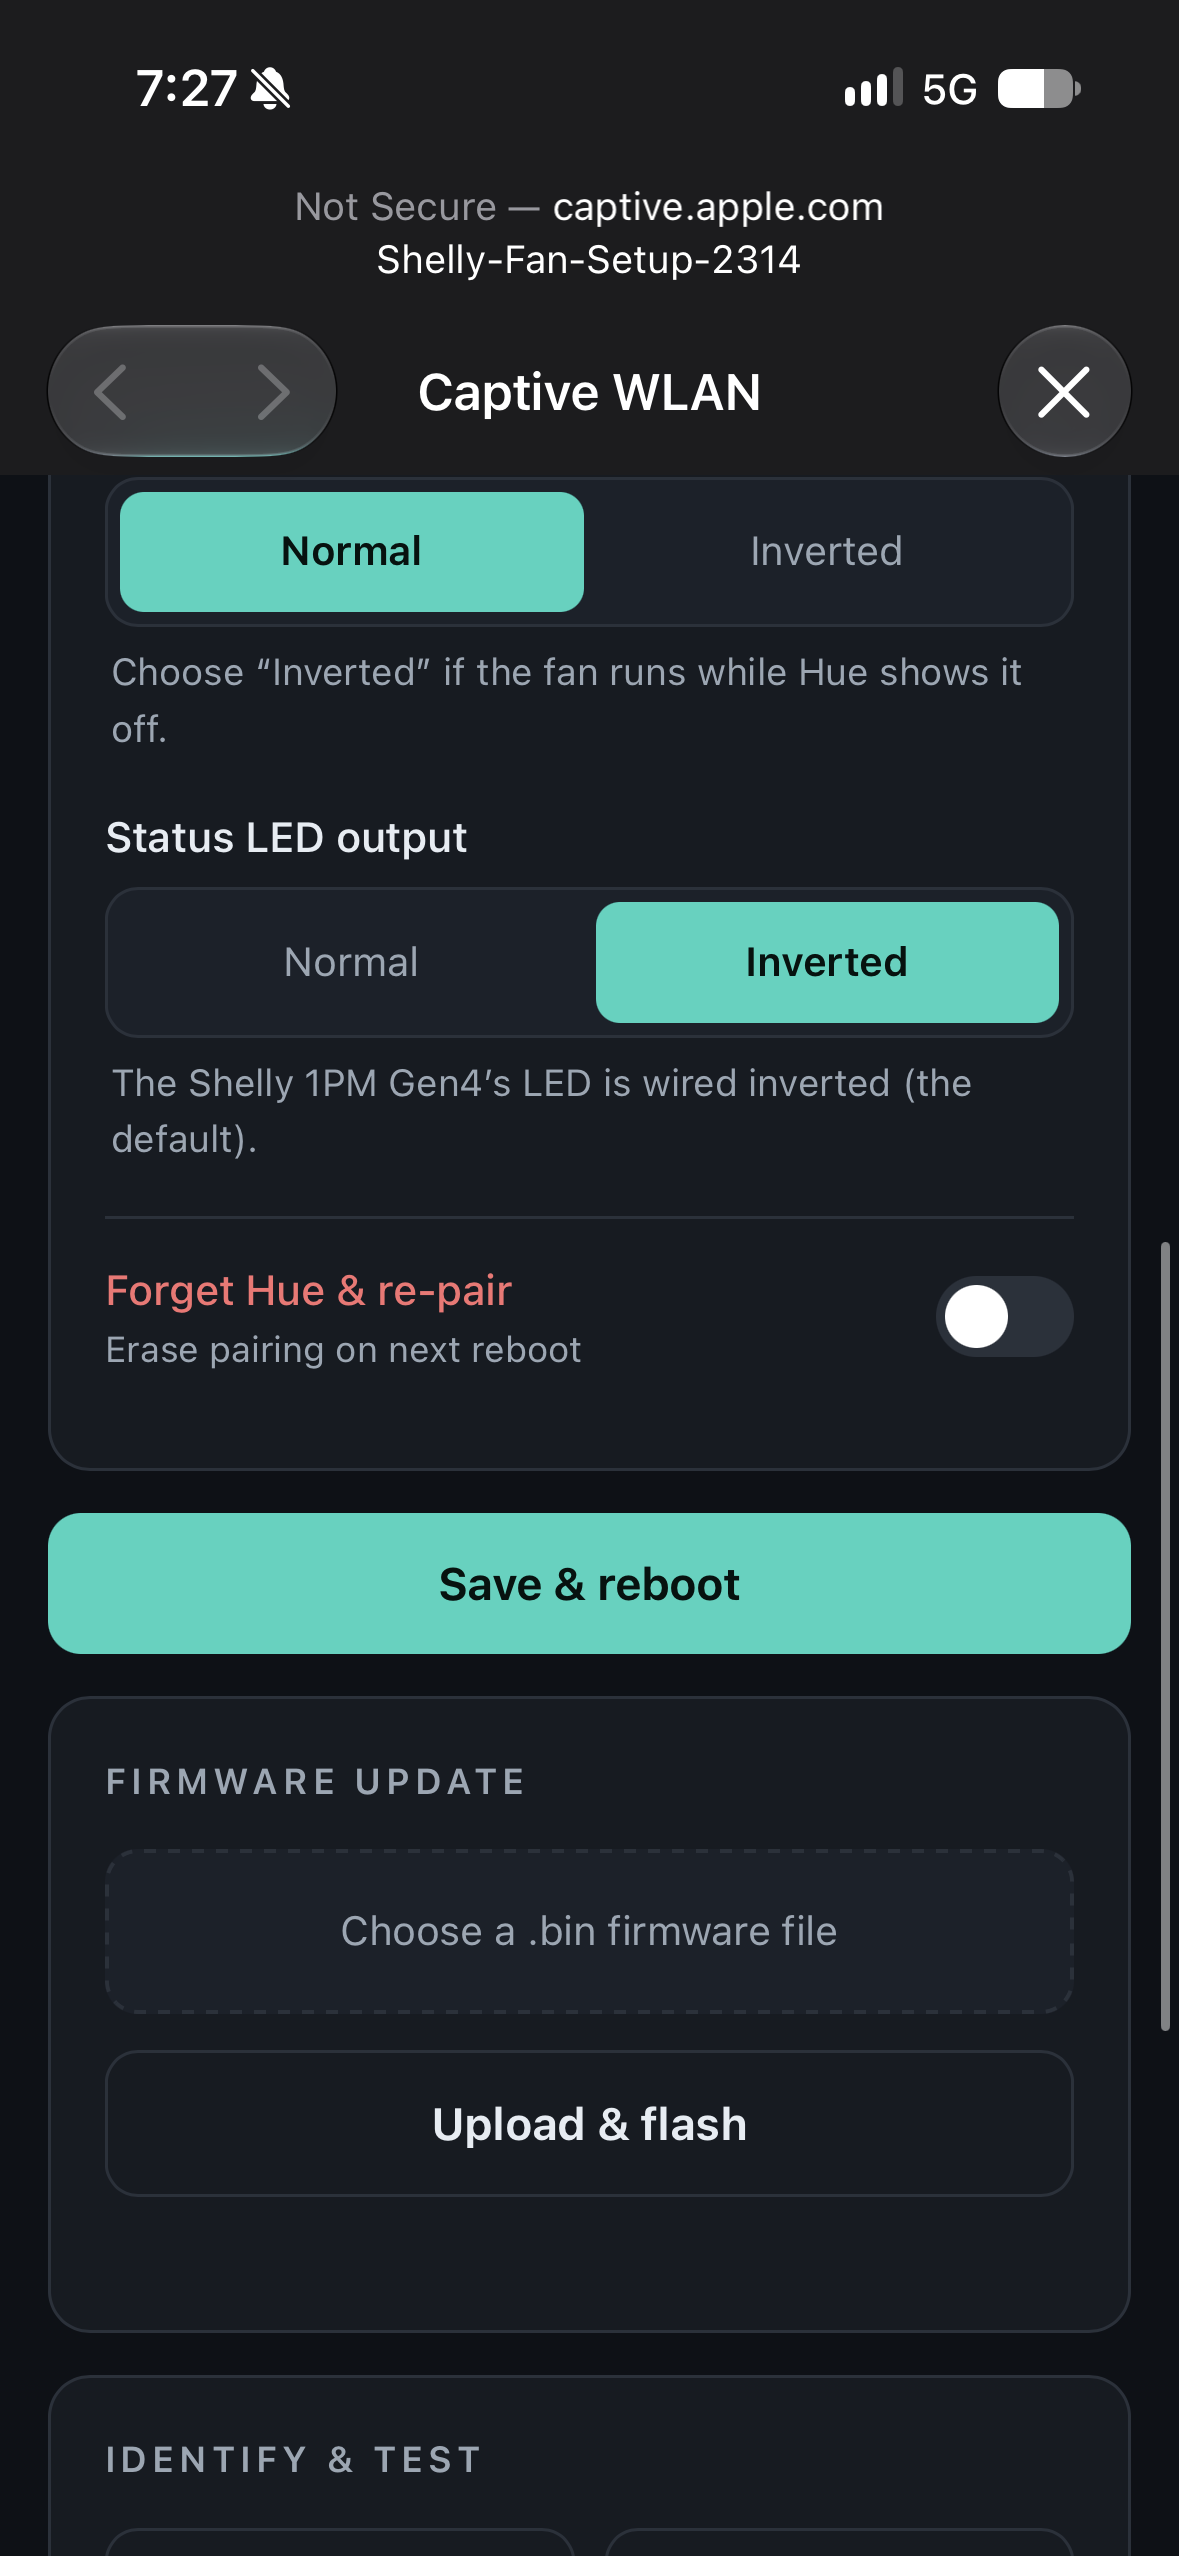 7:27
5G
Not Secure — captive.apple.com
Shelly-Fan-Setup-2314
Captive WLAN
Normal
Inverted
Choose “Inverted” if the fan runs while Hue shows it
off.
Status LED output
Normal
Inverted
The Shelly 1PM Gen4’s LED is wired inverted (the
default).
Forget Hue & re-pair
Erase pairing on next reboot
Save & reboot
FIRMWARE UPDATE
Choose a .bin firmware file
Upload & flash
IDENTIFY & TEST